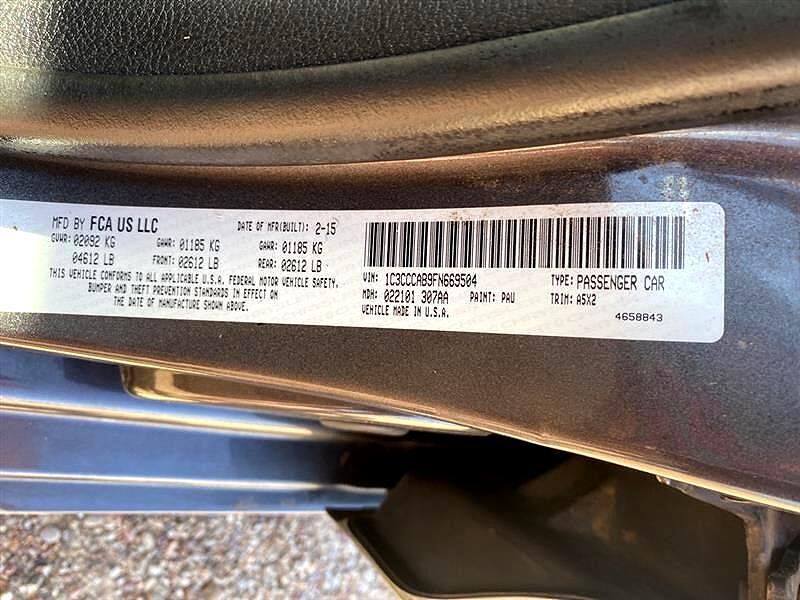 MFD BY FCA US LLC DATE OF MFR(BUILT): 2-15
GVWR: 02092 KG GAWR: 01185 KG GAWR: 01185 KG
04612 LB FRONT: 02612 LB REAR: 02612 LB
THIS VEHICLE CONFORMS TO ALL APPLICABLE U.S.A. FEDERAL MOTOR VEHICLE SAFETY,
BUMPER AND THEFT PREVENTION STANDARDS IN EFFECT ON
THE DATE OF MANUFACTURE SHOWN ABOVE.
VIN: 1C3CCCAB9FN669504 TYPE: PASSENGER CAR
MDH: 022101 307AA PAINT: PAU TRIM: A5X2
VEHICLE MADE IN U.S.A. 4658843